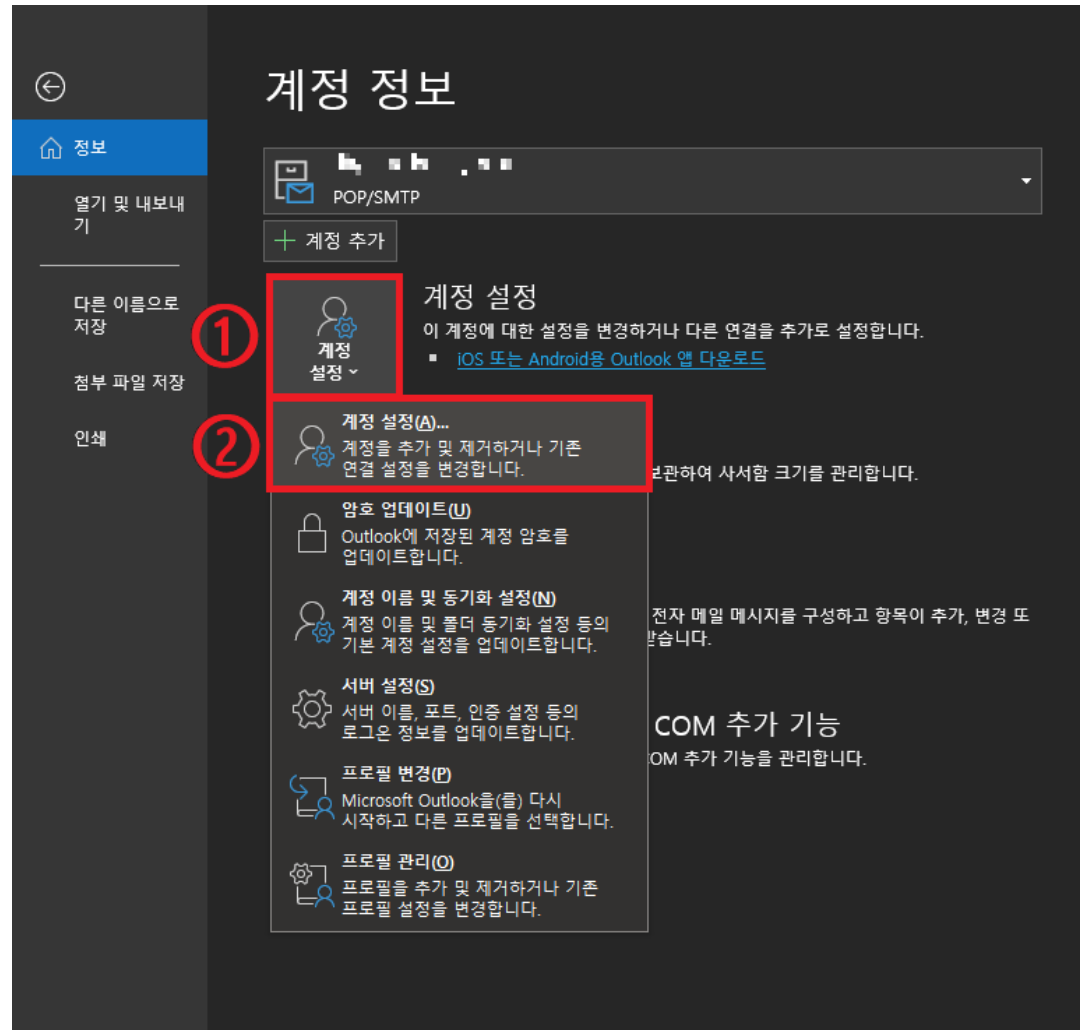 계정 정보
정보
열기 및 내보내
기
다른 이름으로
저장
첨부 파일 저장
인쇄
POP/SMTP
계정 추가
①
계정
설정
계정 설정
이 계정에 대한 설정을 변경하거나 다른 연결을 추가로 설정합니다.
iOS 또는 Android용 Outlook 앱 다운로드
②
계정 설정(A)...
계정을 추가 및 제거하거나 기존
연결 설정을 변경합니다.
보관하여 사서함 크기를 관리합니다.
암호 업데이트(U)
Outlook에 저장된 계정 암호를
업데이트합니다.
계정 이름 및 동기화 설정(N)
계정 이름 및 폴더 동기화 설정 등의
기본 계정 설정을 업데이트합니다.
전자 메일 메시지를 구성하고 항목이 추가, 변경 또
받습니다.
서버 설정(S)
서버 이름, 포트, 인증 설정 등의
로그온 정보를 업데이트합니다.
COM 추가 기능
COM 추가 기능을 관리합니다.
프로필 변경(P)
Microsoft Outlook을(를) 다시
시작하고 다른 프로필을 선택합니다.
프로필 관리(O)
프로필을 추가 및 제거하거나 기존
프로필 설정을 변경합니다.